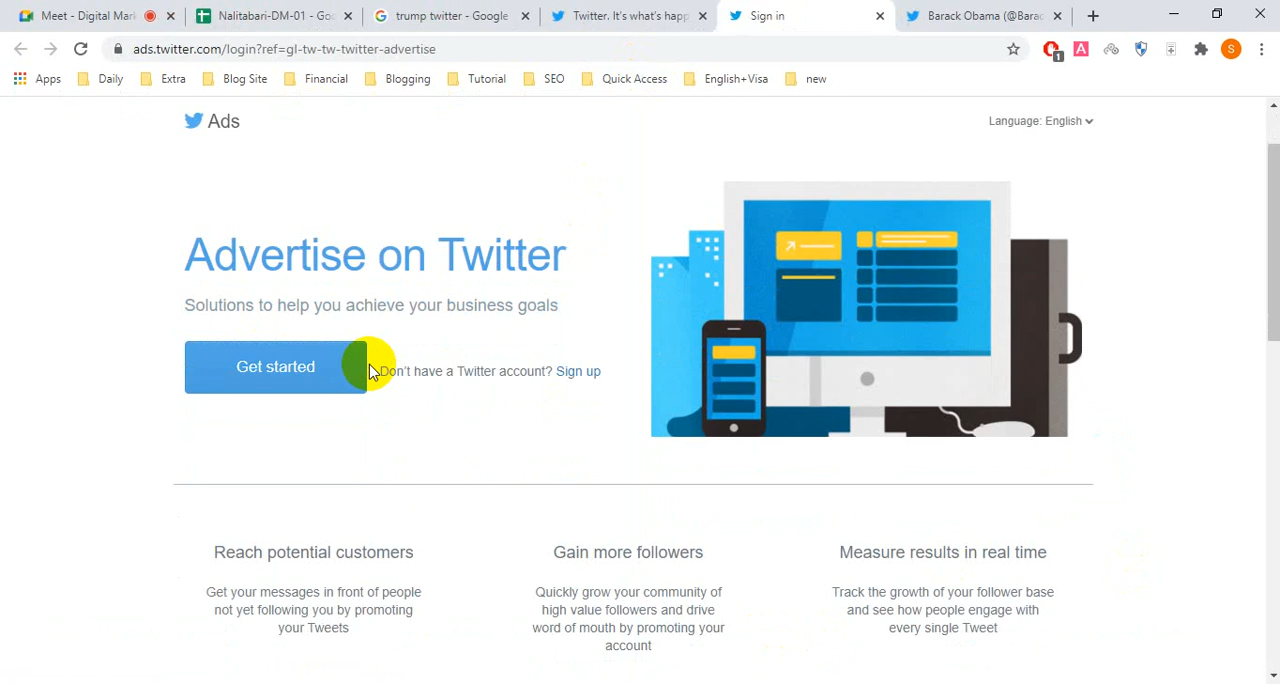 Meet - Digital Mark
Nalitabari-DM-01 - Goo
trump twitter - Google
Twitter. It's what's happ
Sign in
Barack Obama (@Barac
ads.twitter.com/login?ref=gl-tw-tw-twitter-advertise
1
A
S
Apps
Daily
Extra
Blog Site
Financial
Blogging
Tutorial
SEO
Quick Access
English+Visa
new
Ads
Language: English
Advertise on Twitter
Solutions to help you achieve your business goals
Get started
Don't have a Twitter account? Sign up
Reach potential customers
Get your messages in front of people
not yet following you by promoting
your Tweets
Gain more followers
Quickly grow your community of
high value followers and drive
word of mouth by promoting your
account
Measure results in real time
Track the growth of your follower base
and see how people engage with
every single Tweet